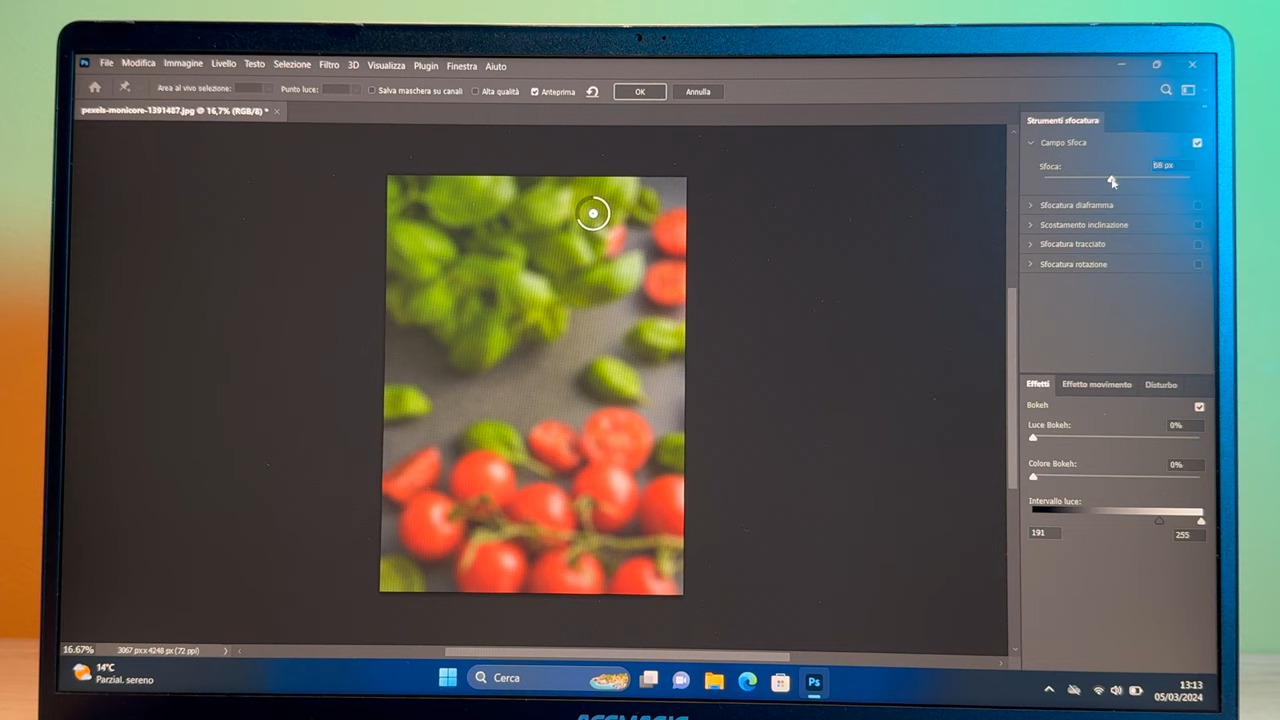 Ps File Modifica Immagine Livello Testo Selezione Filtro 3D Visualizza Plugin Finestra Aiuto
Area al vivo selezione: Punto luce: Salva maschera su canali Alta qualità Anteprima OK Annulla
pexels-monicore-1391487.jpg @ 16,7% (RGB/8) * ×
Strumenti sfocatura
Campo Sfoca
Sfoca: 68 px
Sfocatura diaframma
Scostamento inclinazione
Sfocatura tracciato
Sfocatura rotazione
Effetti Effetto movimento Disturbo
Bokeh
Luce Bokeh: 0%
Colore Bokeh: 0%
Intervallo luce:
191 255
16.67% 3067 px x 4248 px (72 ppi)
14°C
Parzial. sereno
Cerca
Ps
13:13
05/03/2024
ACEMAGIC